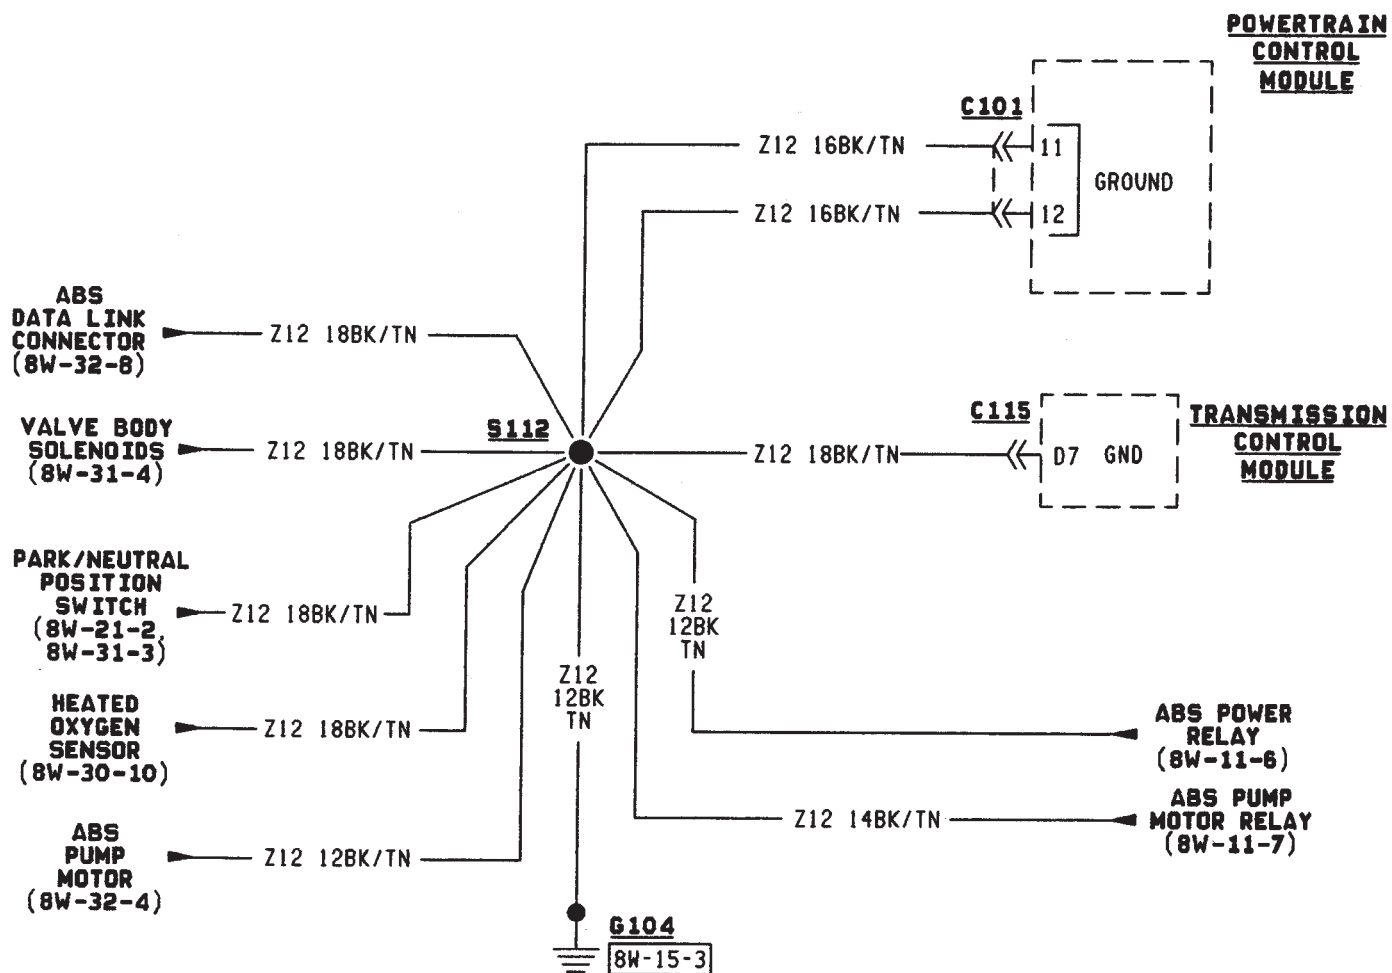 POWERTRAIN
CONTROL
MODULE
C101
Z12 16BK/TN
11
GROUND
Z12 16BK/TN
12
ABS
DATA LINK
CONNECTOR
(8W-32-8)
Z12 18BK/TN
VALVE BODY
SOLENOIDS
(8W-31-4)
Z12 18BK/TN
S112
Z12 18BK/TN
C115
D7 GND
TRANSMISSION
CONTROL
MODULE
PARK/NEUTRAL
POSITION
SWITCH
(8W-21-2,
8W-31-3)
Z12 18BK/TN
Z12
12BK
TN
Z12
12BK
TN
HEATED
OXYGEN
SENSOR
(8W-30-10)
Z12 18BK/TN
ABS POWER
RELAY
(8W-11-6)
ABS PUMP
MOTOR RELAY
(8W-11-7)
Z12 14BK/TN
ABS
PUMP
MOTOR
(8W-32-4)
Z12 12BK/TN
G104
8W-15-3